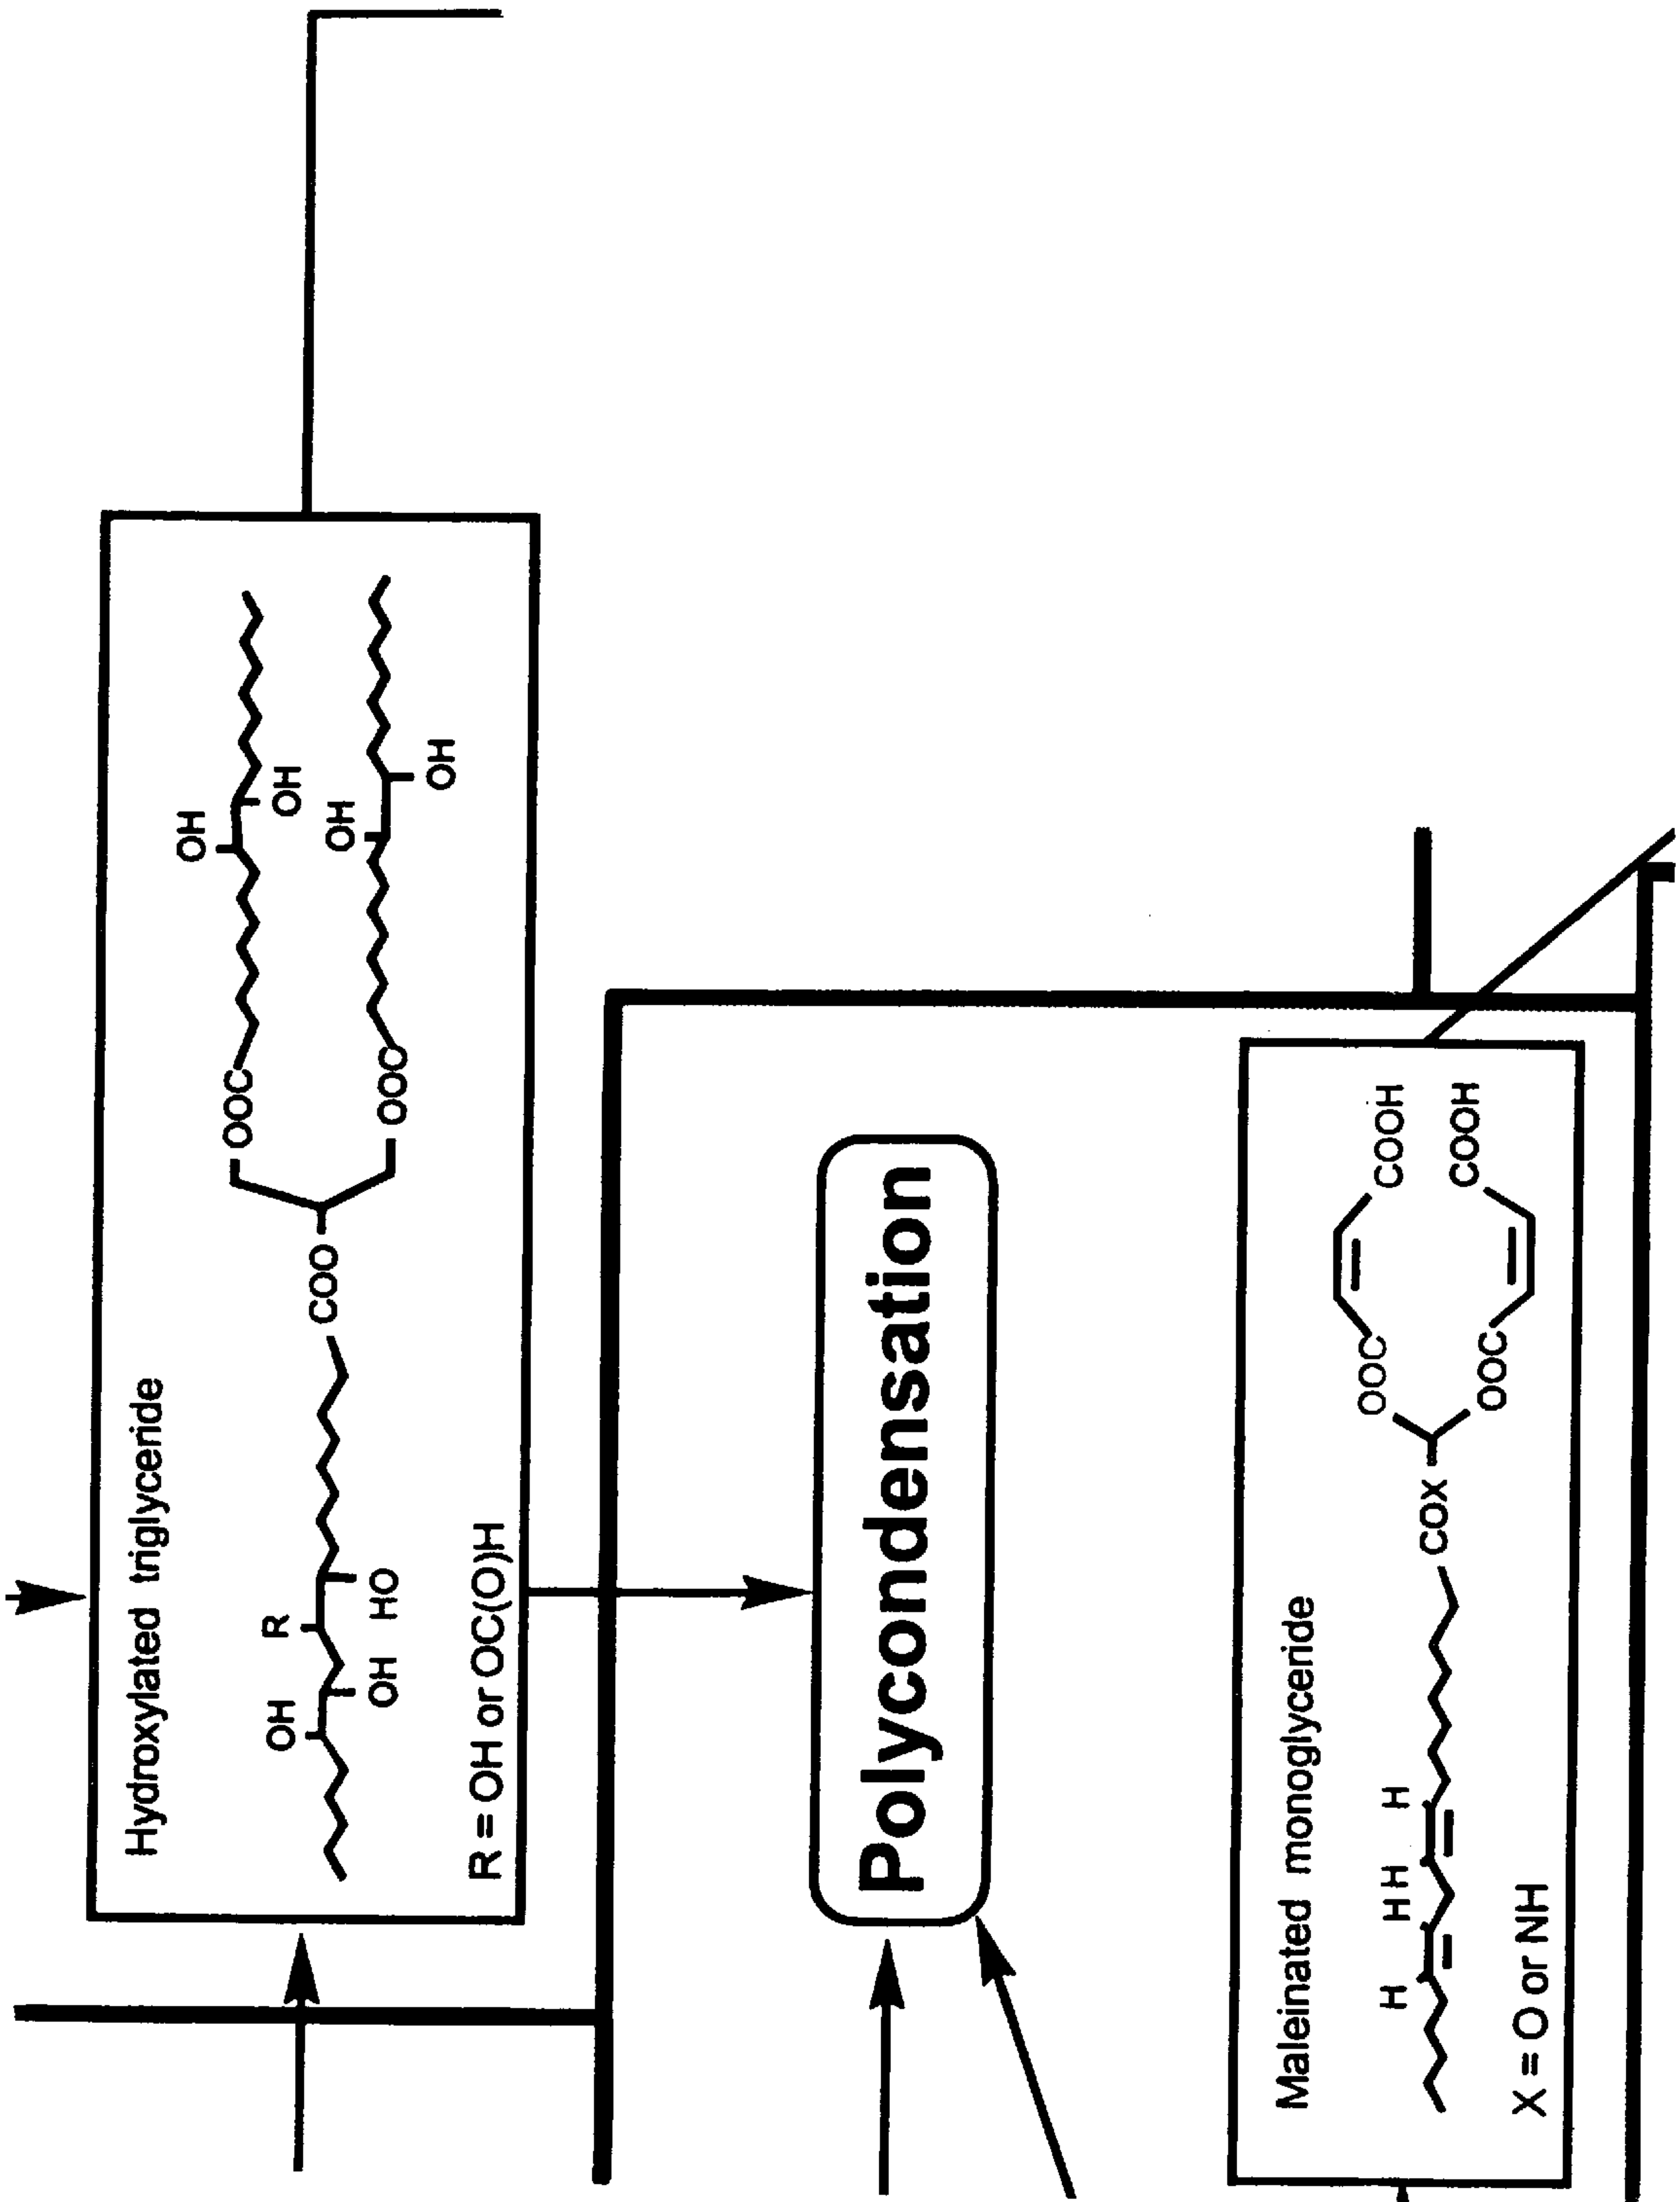 Hydroxylated triglyceride
OH
R
OH
OH
OH HO
COO
OOC
OH
OH
OOC
R = OH or OC(O)H
Polycondensation
Maleinated monoglyceride
H HH H
COX
OOC
COOH
OOC
COOH
X = O or NH